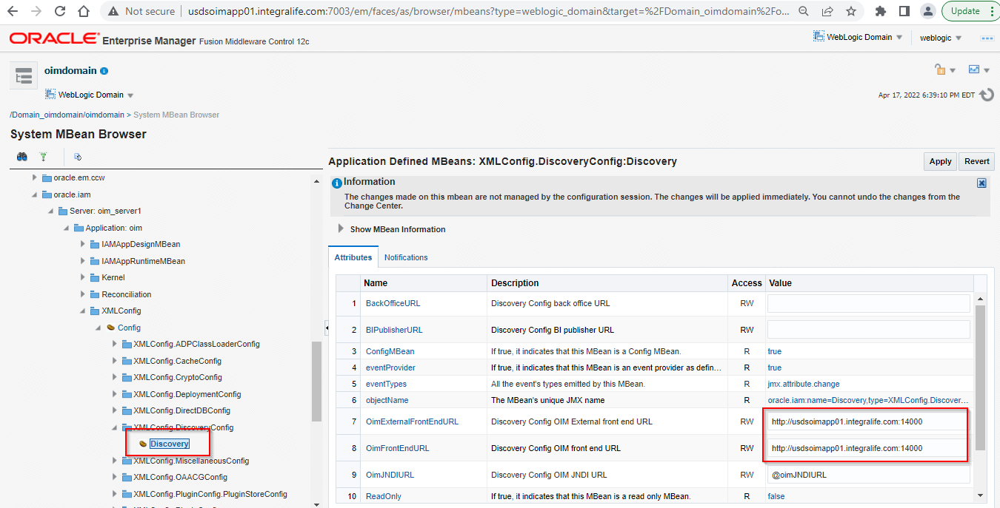 Not secure usdsoimapp01.integralife.com:7003/em/faces/as/browser/mbeans?type=weblogic_domain&target=%2FDomain_oimdomain%2Fo... Update
ORACLE® Enterprise Manager Fusion Middleware Control 12c WebLogic Domain weblogic
oimdomain
WebLogic Domain
Apr 17, 2022 6:39:10 PM EDT
/Domain_oimdomain/oimdomain > System MBean Browser
System MBean Browser
oracle.em.ccw
oracle.iam
Server: oim_server1
Application: oim
IAMAppDesignMBean
IAMAppRuntimeMBean
Kernel
Reconciliation
XMLConfig
Config
XMLConfig.ADPClassLoaderConfig
XMLConfig.CacheConfig
XMLConfig.CryptoConfig
XMLConfig.DeploymentConfig
XMLConfig.DirectDBConfig
XMLConfig.DiscoveryConfig
Discovery
XMLConfig.MiscellaneousConfig
XMLConfig.OAACGConfig
XMLConfig.PluginConfig.PluginStoreConfig
Application Defined MBeans: XMLConfig.DiscoveryConfig:Discovery Apply Revert
Information
The changes made on this mbean are not managed by the configuration session. The changes will be applied immediately. You cannot undo the changes from the
Change Center.
Show MBean Information
Attributes Notifications
Name Description Access Value
1 BackOfficeURL Discovery Config back office URL RW
2 BIPublisherURL Discovery Config BI publisher URL RW
3 ConfigMBean If true, it indicates that this MBean is a Config MBean. R true
4 eventProvider If true, it indicates that this MBean is an event provider as defin... R true
5 eventTypes All the event's types emitted by this MBean. R jmx.attribute.change
6 objectName The MBean's unique JMX name R oracle.iam:name=Discovery,type=XMLConfig.Discover...
7 OimExternalFrontEndURL Discovery Config OIM External front end URL RW http://usdsoimapp01.integralife.com:14000
8 OimFrontEndURL Discovery Config OIM front end URL RW http://usdsoimapp01.integralife.com:14000
9 OimJNDIURL Discovery Config OIM JNDI URL RW @oimJNDIURL
10 ReadOnly If true, it indicates that this MBean is a read only MBean. R false